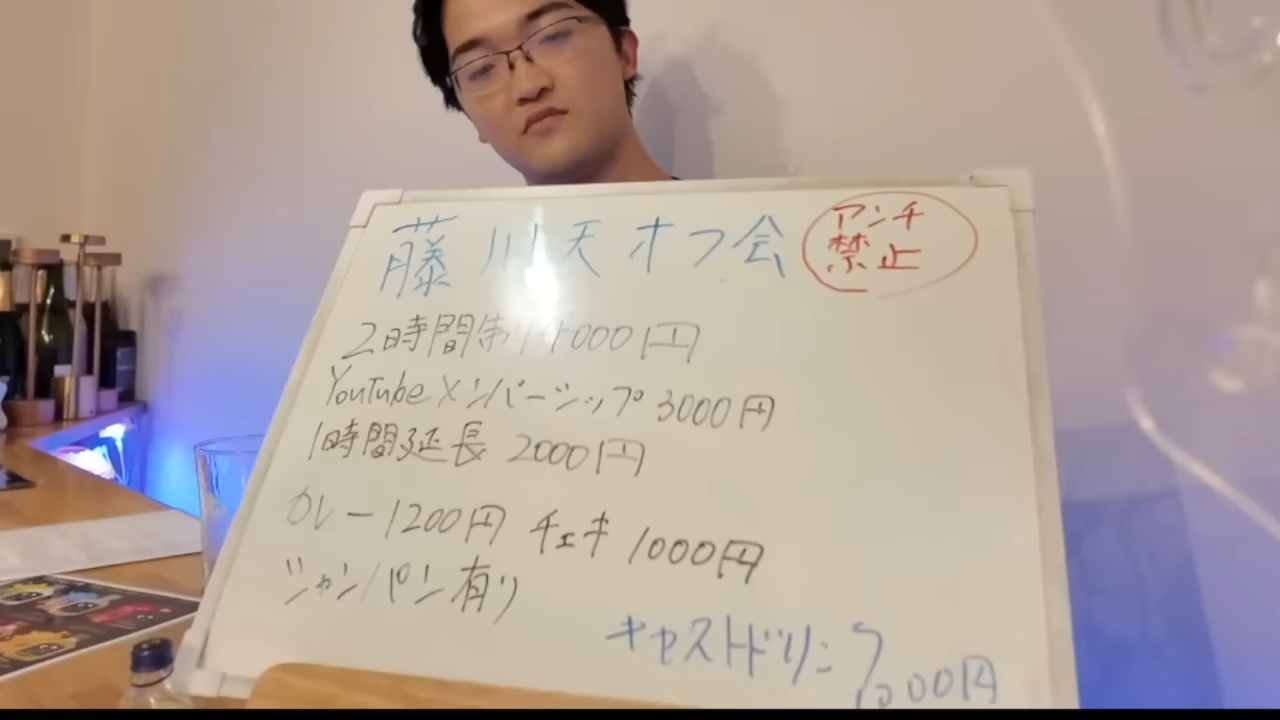 藤川天オフ会
アンチ
禁止
2時間制4000円
YouTubeメンバーシップ 3000円
1時間延長 2000円
カレー1200円 チェキ 1000円
シャンパン有り
キャストドリンク
1000円